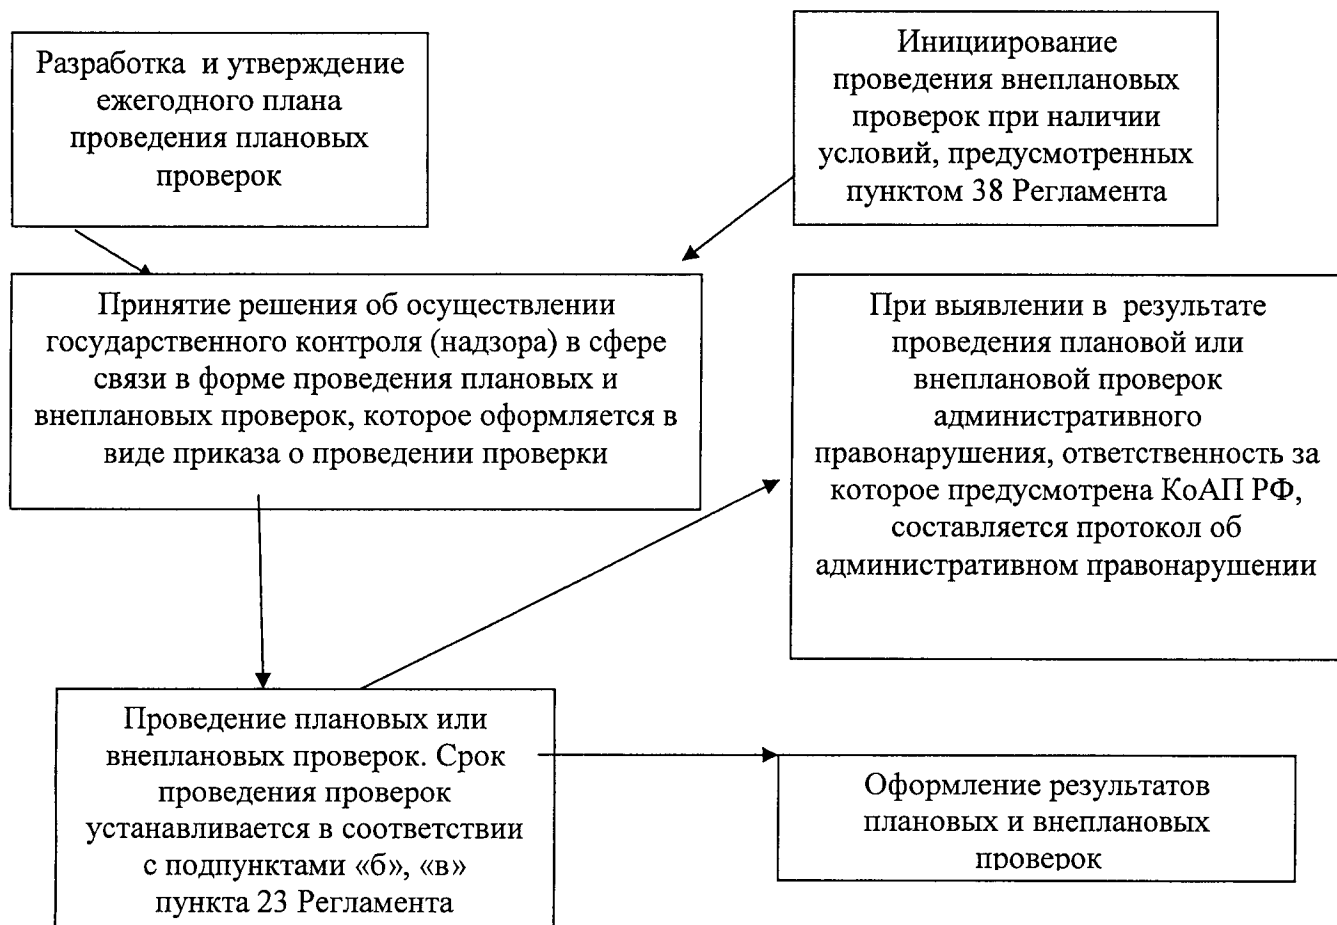 Разработка и утверждение
ежегодного плана
проведения плановых
проверок
Инициирование
проведения внеплановых
проверок при наличии
условий, предусмотренных
пунктом 38 Регламента
Принятие решения об осуществлении
государственного контроля (надзора) в сфере
связи в форме проведения плановых и
внеплановых проверок, которое оформляется в
виде приказа о проведении проверки
При выявлении в результате
проведения плановой или
внеплановой проверок
административного
правонарушения, ответственность за
которое предусмотрена КоАП РФ,
составляется протокол об
административном правонарушении
Проведение плановых или
внеплановых проверок. Срок
проведения проверок
устанавливается в соответствии
с подпунктами «б», «в»
пункта 23 Регламента
Оформление результатов
плановых и внеплановых
проверок